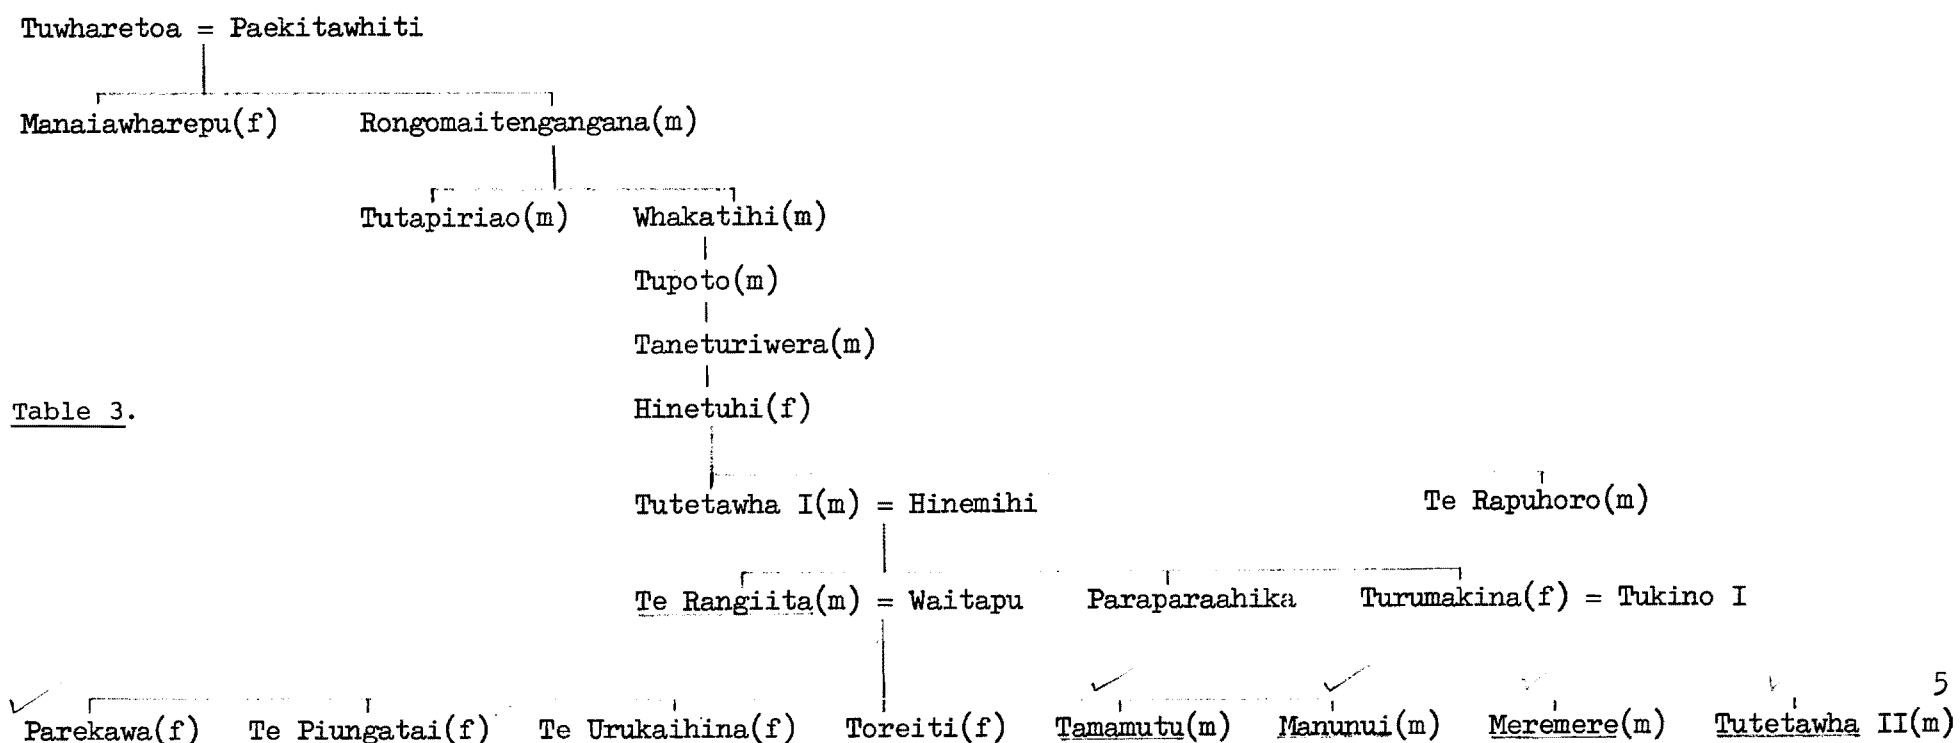 Tuwharetoa = Paekitawhiti
Manaiawharepu(f) Rongomaitengangana(m)
Tutapiriao(m) Whakatihi(m)
Tupoto(m)
Taneturiwera(m)
Table 3. Hinetuhi(f)
Tutetawha I(m) = Hinemihi Te Rapuhoro(m)
Te Rangiita(m) = Waitapu Paraparaahika Turumakina(f) = Tukino I
5
Parekawa(f) Te Piungatai(f) Te Urukaihina(f) Toreiti(f) Tamamutu(m) Manunui(m) Meremere(m) Tutetawha II(m)